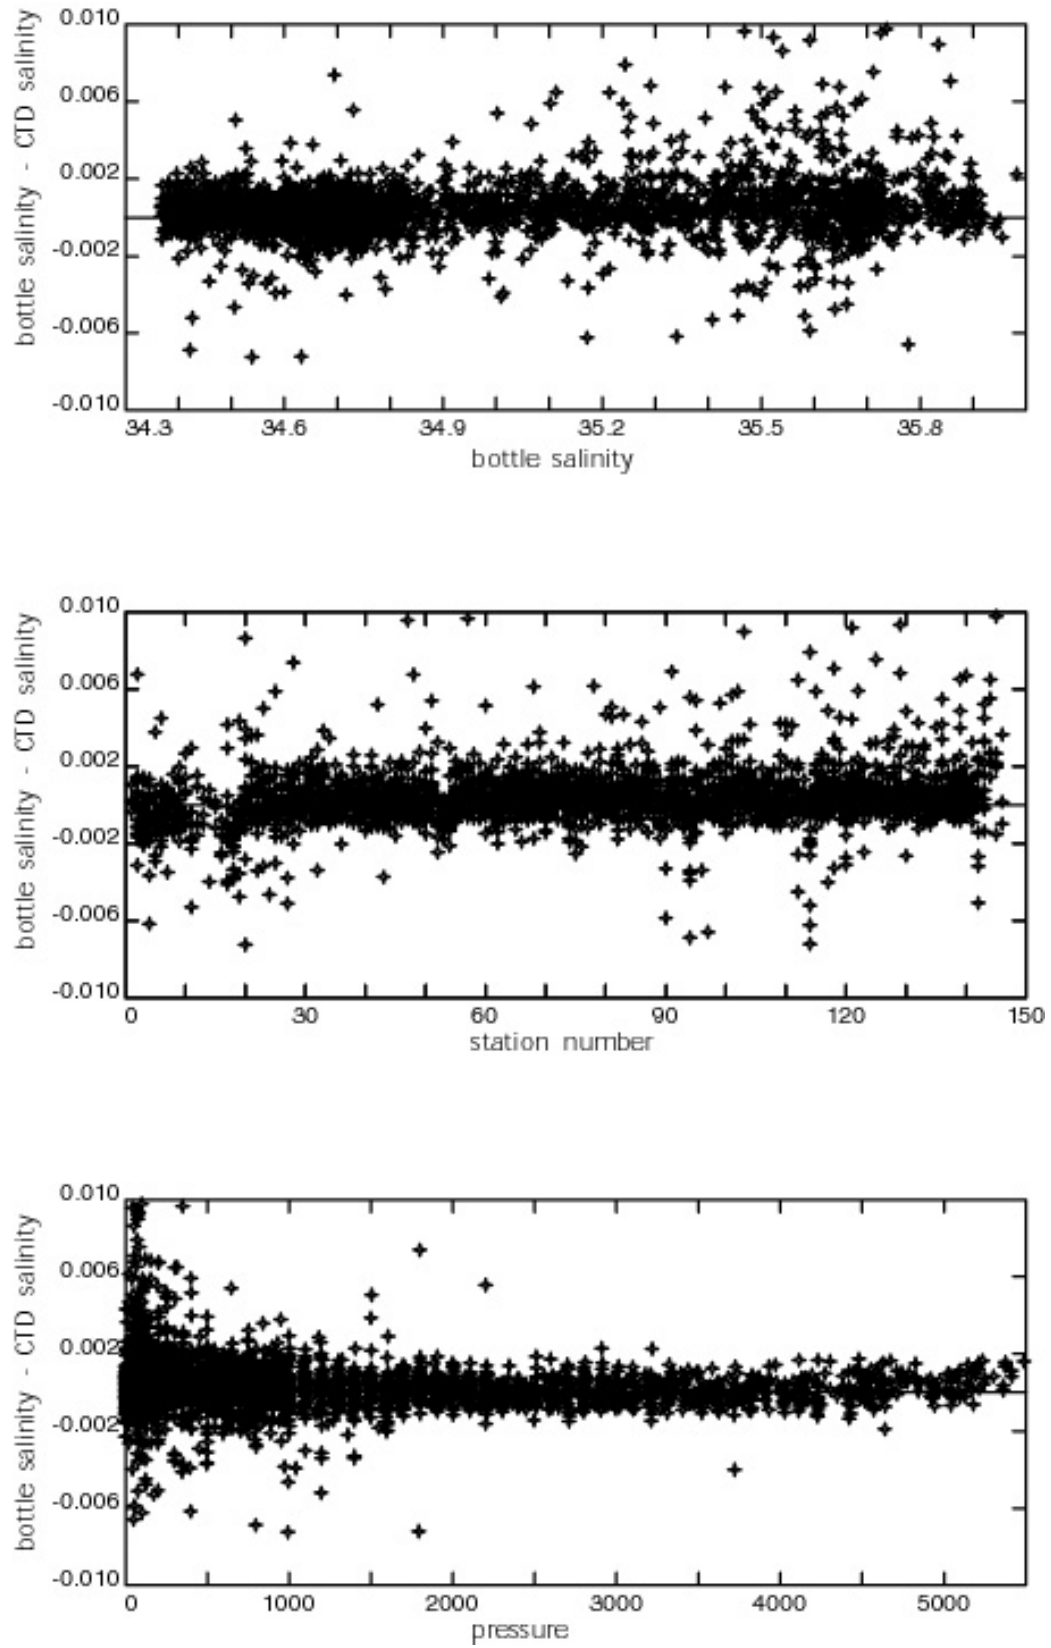 bottle salinity - CTD salinity
0.010
0.006
0.002
-0.002
-0.006
-0.010
34.3 34.6 34.9 35.2 35.5 35.8
bottle salinity
bottle salinity - CTD salinity
0.010
0.006
0.002
-0.002
-0.006
-0.010
0 30 60 90 120 150
station number
bottle salinity - CTD salinity
0.010
0.006
0.002
-0.002
-0.006
-0.010
0 1000 2000 3000 4000 5000
pressure